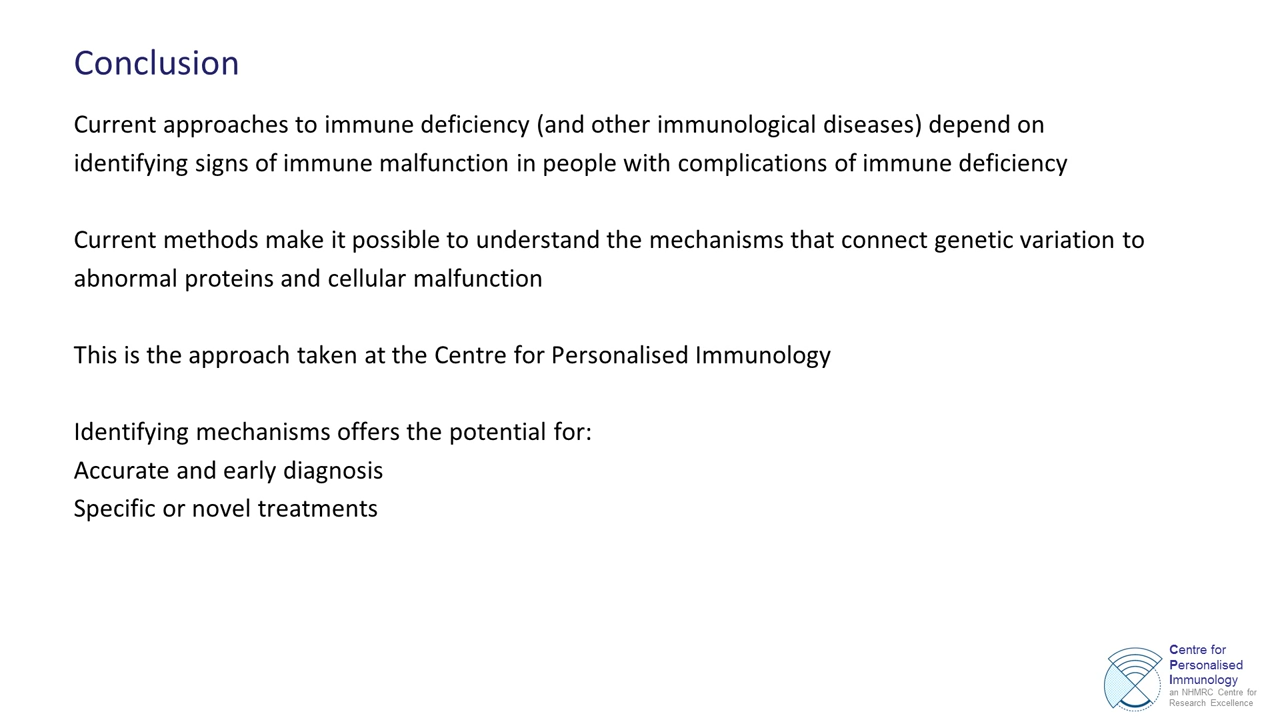 Conclusion
Current approaches to immune deficiency (and other immunological diseases) depend on
identifying signs of immune malfunction in people with complications of immune deficiency
Current methods make it possible to understand the mechanisms that connect genetic variation to
abnormal proteins and cellular malfunction
This is the approach taken at the Centre for Personalised Immunology
Identifying mechanisms offers the potential for:
Accurate and early diagnosis
Specific or novel treatments
Centre for
Personalised
Immunology
an NHMRC Centre for
Research Excellence